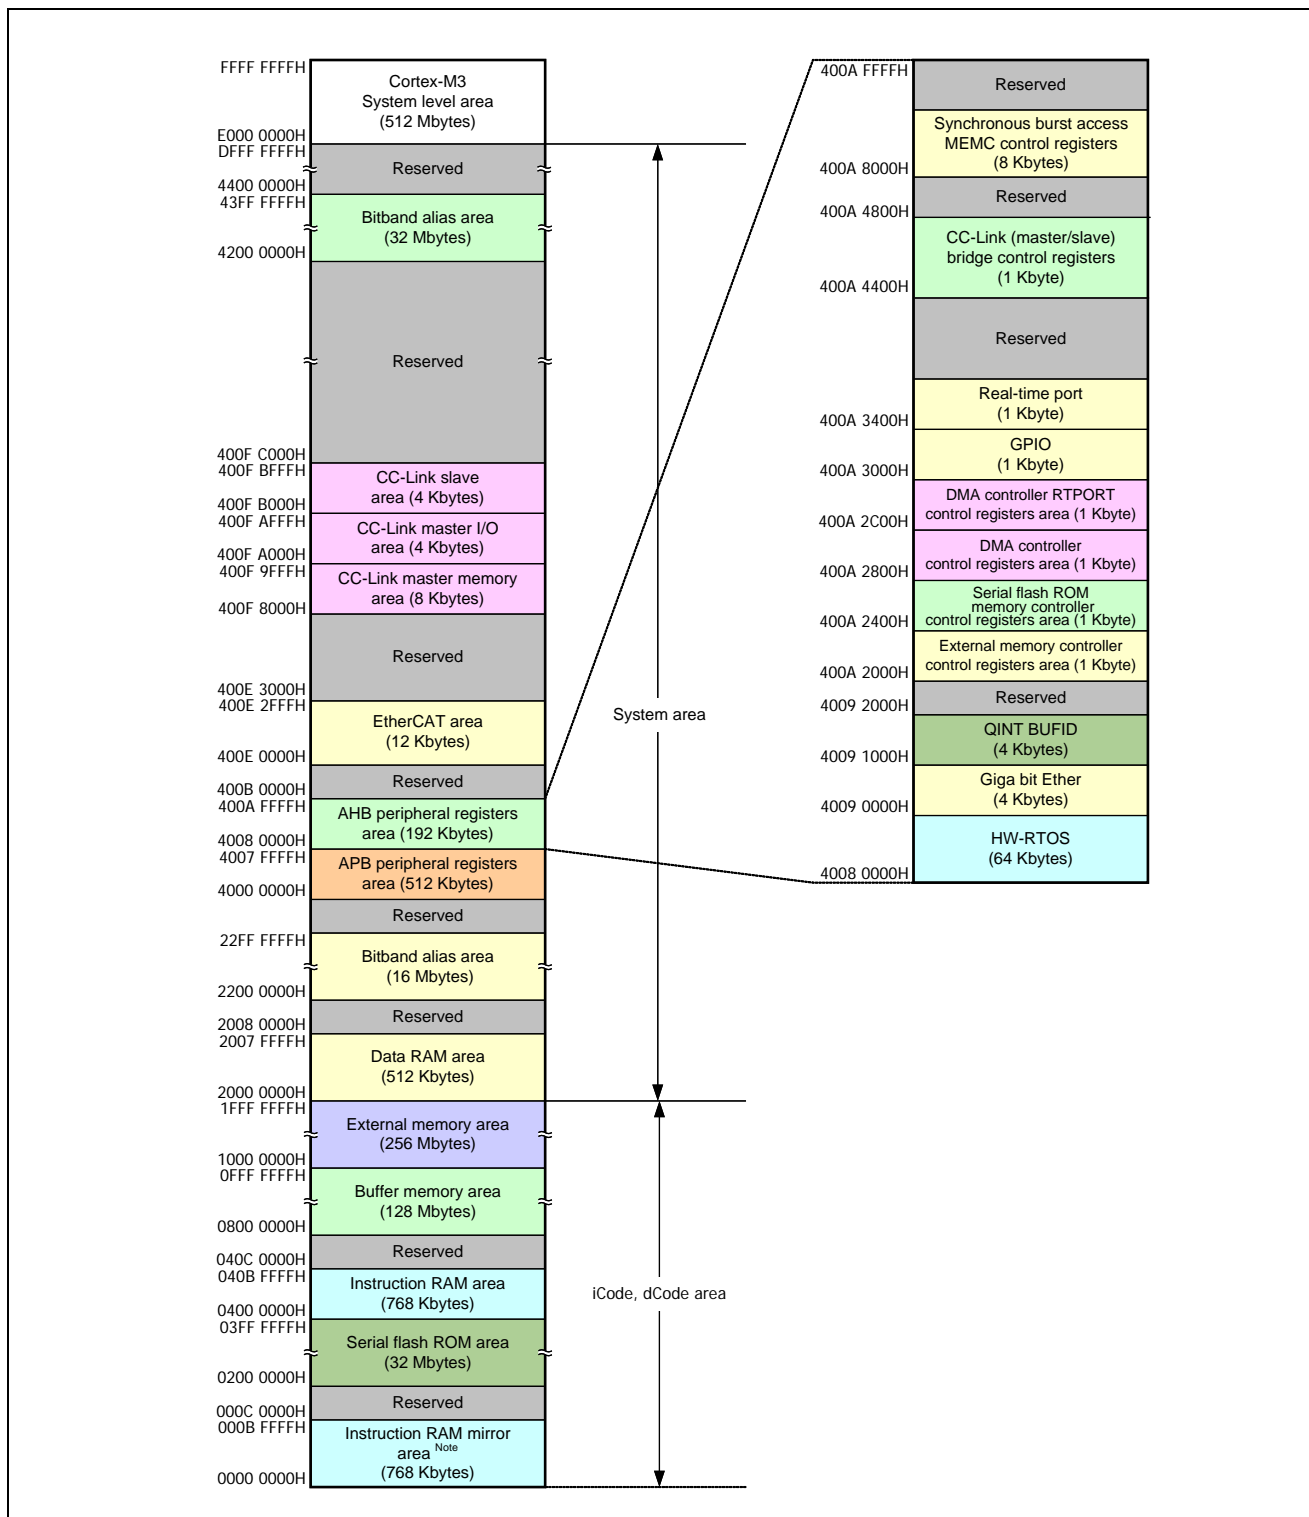 FFFF FFFFH
Cortex-M3
System level area
(512 Mbytes)
E000 0000H
DFFF FFFFH
Reserved
4400 0000H
43FF FFFFH
Bitband alias area
(32 Mbytes)
4200 0000H
Reserved
400F C000H
400F BFFFH
CC-Link slave
area (4 Kbytes)
400F B000H
400F AFFFH
CC-Link master I/O
area (4 Kbytes)
400F A000H
400F 9FFFH
CC-Link master memory
area (8 Kbytes)
400F 8000H
Reserved
400E 3000H
400E 2FFFH
EtherCAT area
(12 Kbytes)
400E 0000H
Reserved
400B 0000H
400A FFFFH
AHB peripheral registers
area (192 Kbytes)
4008 0000H
4007 FFFFH
APB peripheral registers
area (512 Kbytes)
4000 0000H
Reserved
22FF FFFFH
Bitband alias area
(16 Mbytes)
2200 0000H
Reserved
2008 0000H
2007 FFFFH
Data RAM area
(512 Kbytes)
2000 0000H
1FFF FFFFH
External memory area
(256 Mbytes)
1000 0000H
0FFF FFFFH
Buffer memory area
(128 Mbytes)
0800 0000H
Reserved
040C 0000H
040B FFFFH
Instruction RAM area
(768 Kbytes)
0400 0000H
03FF FFFFH
Serial flash ROM area
(32 Mbytes)
0200 0000H
Reserved
000C 0000H
000B FFFFH
Instruction RAM mirror
area Note
(768 Kbytes)
0000 0000H
System area
iCode, dCode area
400A FFFFH
Reserved
Synchronous burst access
MEMC control registers
(8 Kbytes)
400A 8000H
Reserved
400A 4800H
CC-Link (master/slave)
bridge control registers
(1 Kbyte)
400A 4400H
Reserved
Real-time port
(1 Kbyte)
400A 3400H
GPIO
(1 Kbyte)
400A 3000H
DMA controller RTPORT
control registers area (1 Kbyte)
400A 2C00H
DMA controller
control registers area (1 Kbyte)
400A 2800H
Serial flash ROM
memory controller
control registers area (1 Kbyte)
400A 2400H
External memory controller
control registers area (1 Kbyte)
400A 2000H
Reserved
4009 2000H
QINT BUFID
(4 Kbytes)
4009 1000H
Giga bit Ether
(4 Kbytes)
4009 0000H
HW-RTOS
(64 Kbytes)
4008 0000H